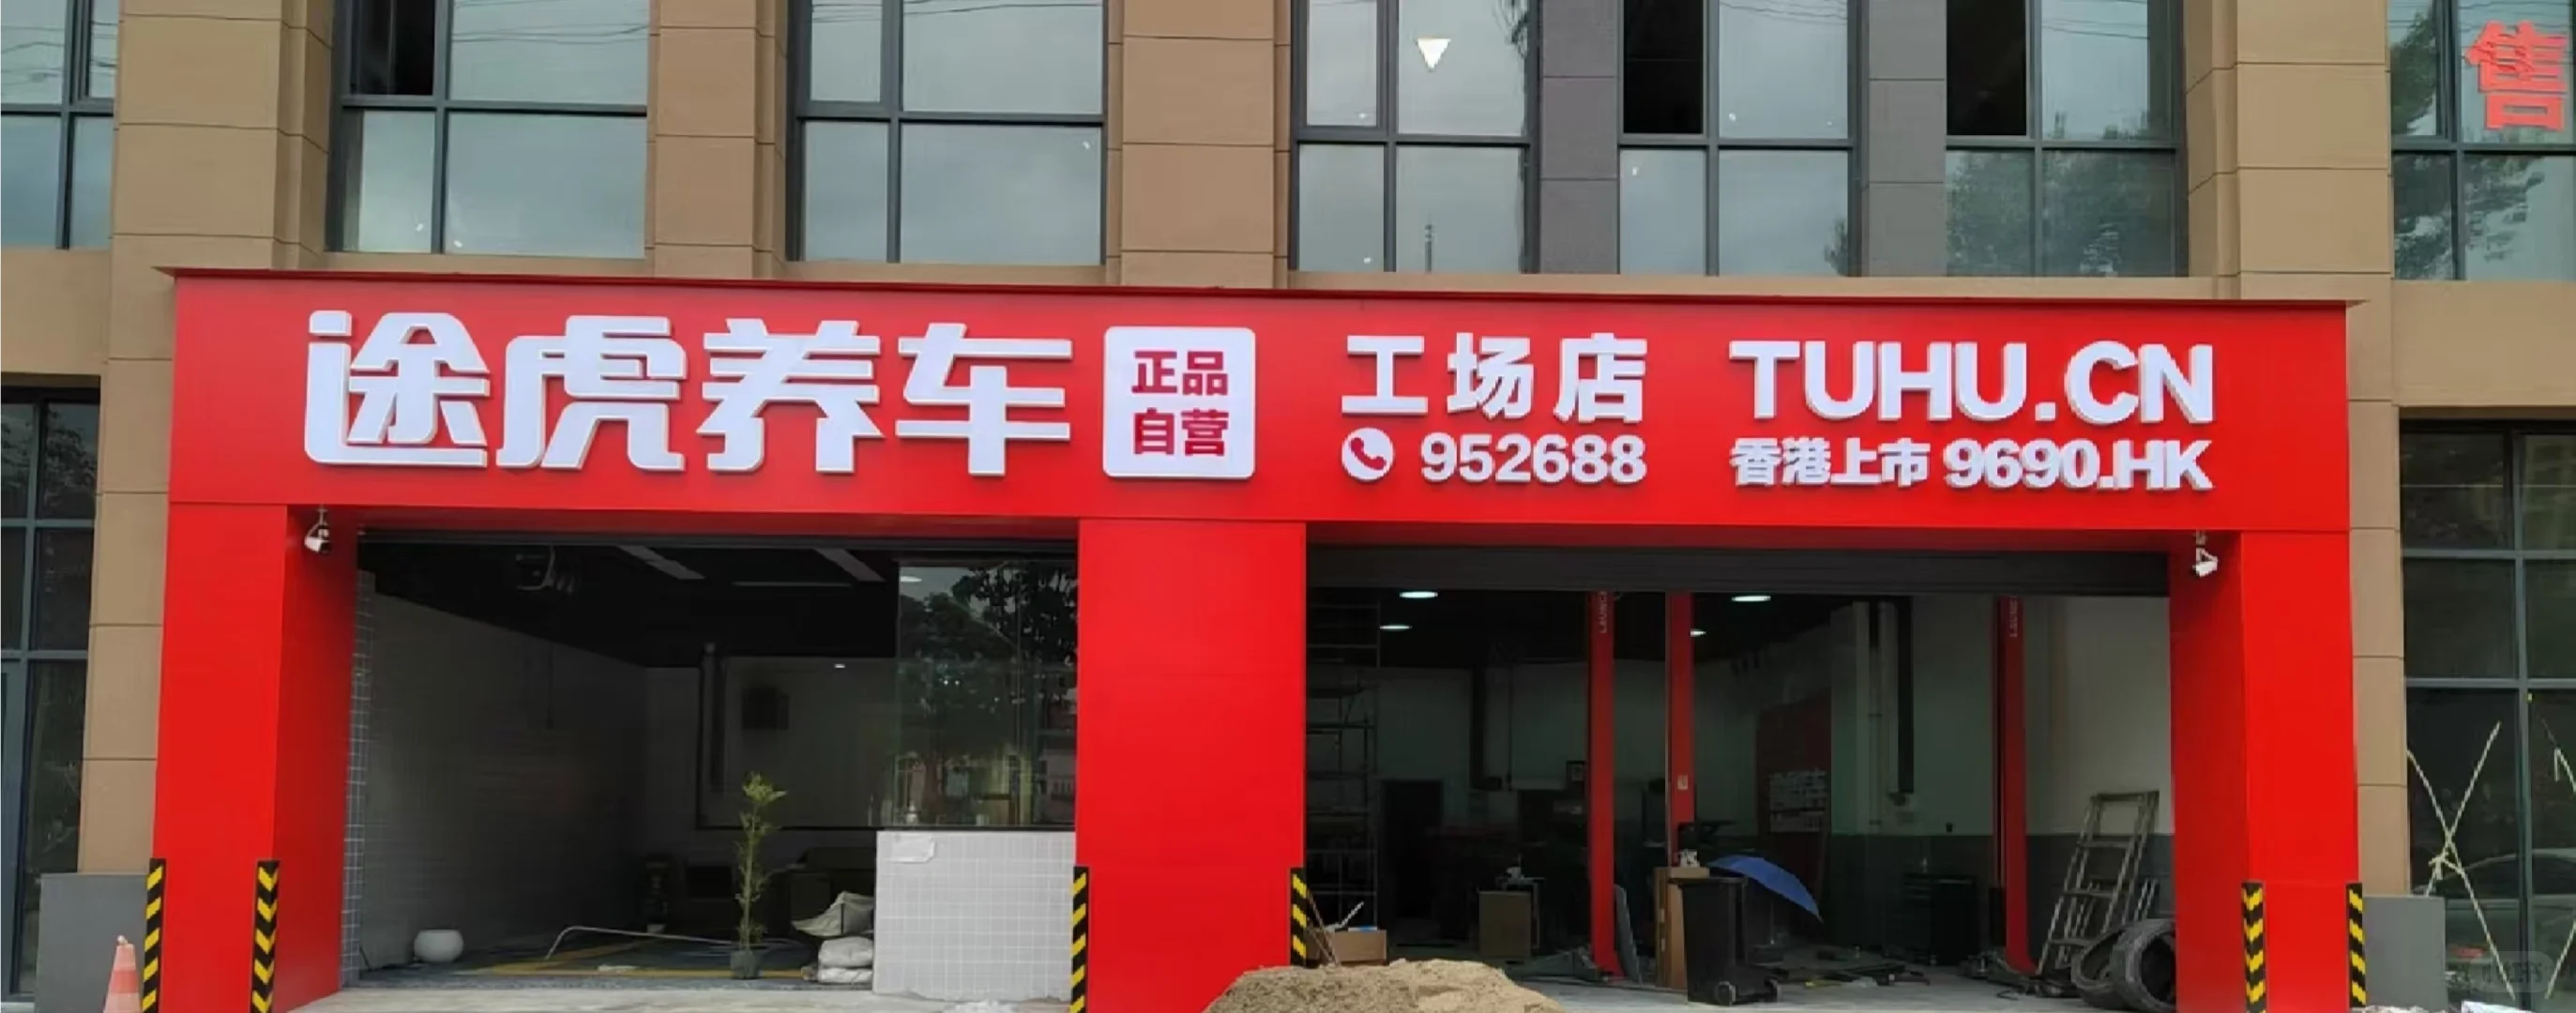 售
途虎养车
正品
自营
工场店
952688
TUHU.CN
香港上市 9690.HK